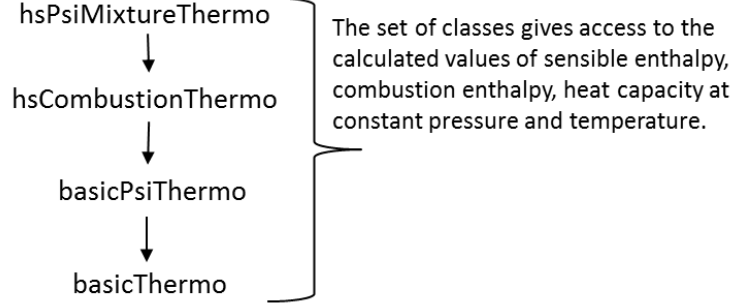 hsPsiMixtureThermo
hsCombustionThermo
basicPsiThermo
basicThermo
The set of classes gives access to the
calculated values of sensible enthalpy,
combustion enthalpy, heat capacity at
constant pressure and temperature.